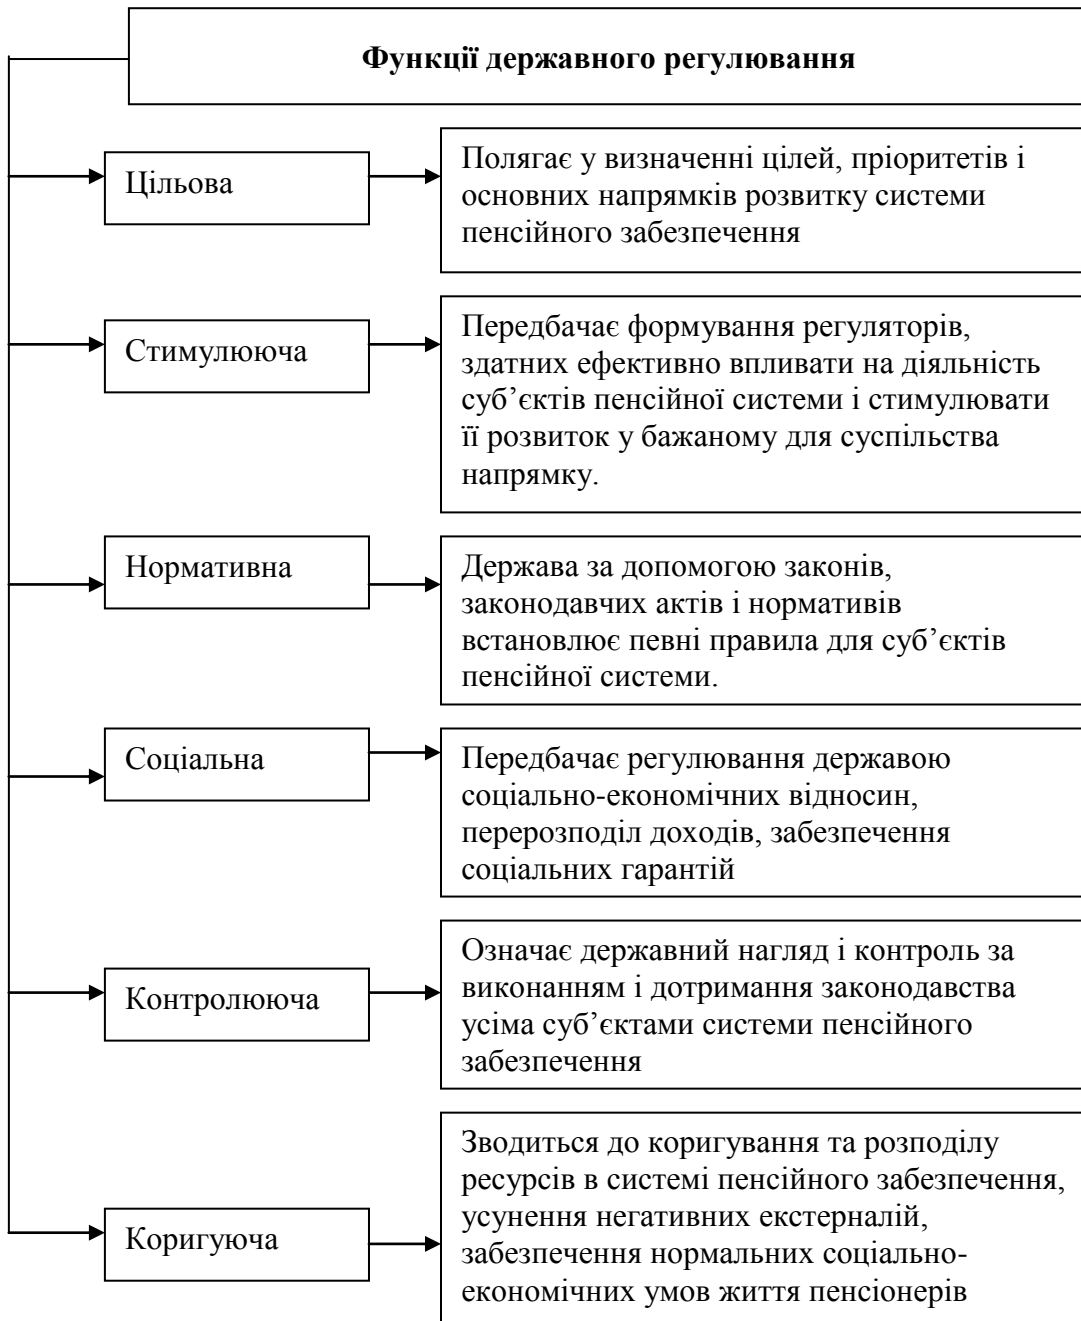 Функції державного регулювання
Цільова
Полягає у визначенні цілей, пріоритетів і
основних напрямків розвитку системи
пенсійного забезпечення
Стимулююча
Передбачає формування регуляторів,
здатних ефективно впливати на діяльність
суб’єктів пенсійної системи і стимулювати
її розвиток у бажаному для суспільства
напрямку.
Нормативна
Держава за допомогою законів,
законодавчих актів і нормативів
встановлює певні правила для суб’єктів
пенсійної системи.
Соціальна
Передбачає регулювання державою
соціально-економічних відносин,
перерозподіл доходів, забезпечення
соціальних гарантій
Контролююча
Означає державний нагляд і контроль за
виконанням і дотримання законодавства
усіма суб’єктами системи пенсійного
забезпечення
Коригуюча
Зводиться до коригування та розподілу
ресурсів в системі пенсійного забезпечення,
усунення негативних екстерналій,
забезпечення нормальних соціально-
економічних умов життя пенсіонерів